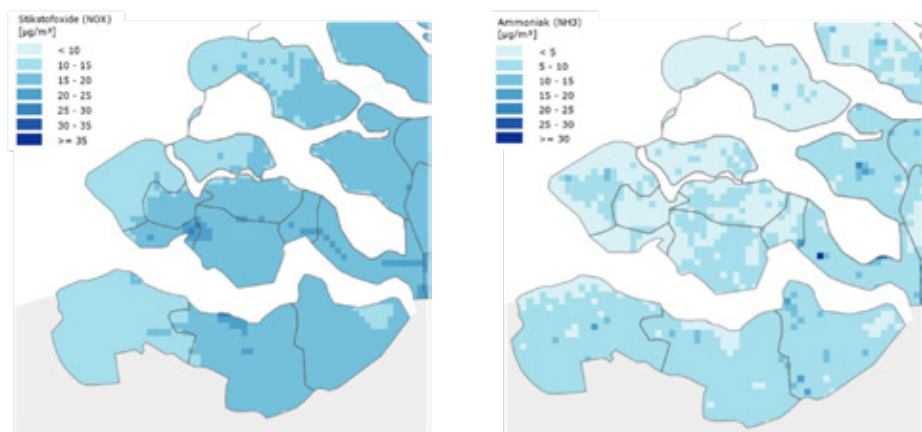 Stikstofoxide (NOX)
[µg/m³]
< 10
10 - 15
15 - 20
20 - 25
25 - 30
30 - 35
>= 35
Ammoniak (NH3)
[µg/m³]
< 5
5 - 10
10 - 15
15 - 20
20 - 25
25 - 30
>= 30